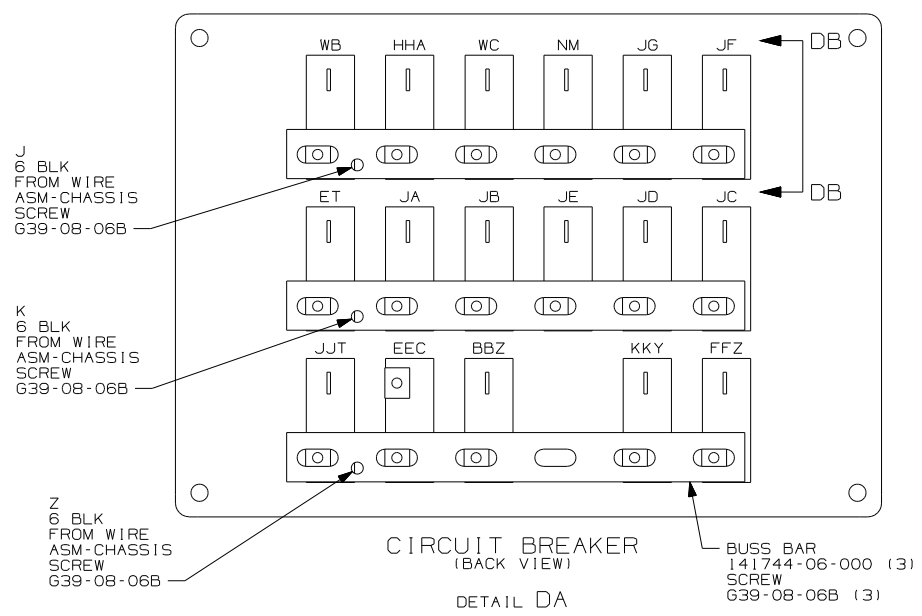 WB HHA WC NM JG JF
DB
DB
J
6 BLK
FROM WIRE
ASM-CHASSIS
SCREW
G39-08-06B
ET JA JB JE JD JC
K
6 BLK
FROM WIRE
ASM-CHASSIS
SCREW
G39-08-06B
JJT EEC BBZ KKY FFZ
Z
6 BLK
FROM WIRE
ASM-CHASSIS
SCREW
G39-08-06B
CIRCUIT BREAKER
(BACK VIEW)
BUSS BAR
141744-06-000 (3)
SCREW
G39-08-06B (3)
DETAIL DA